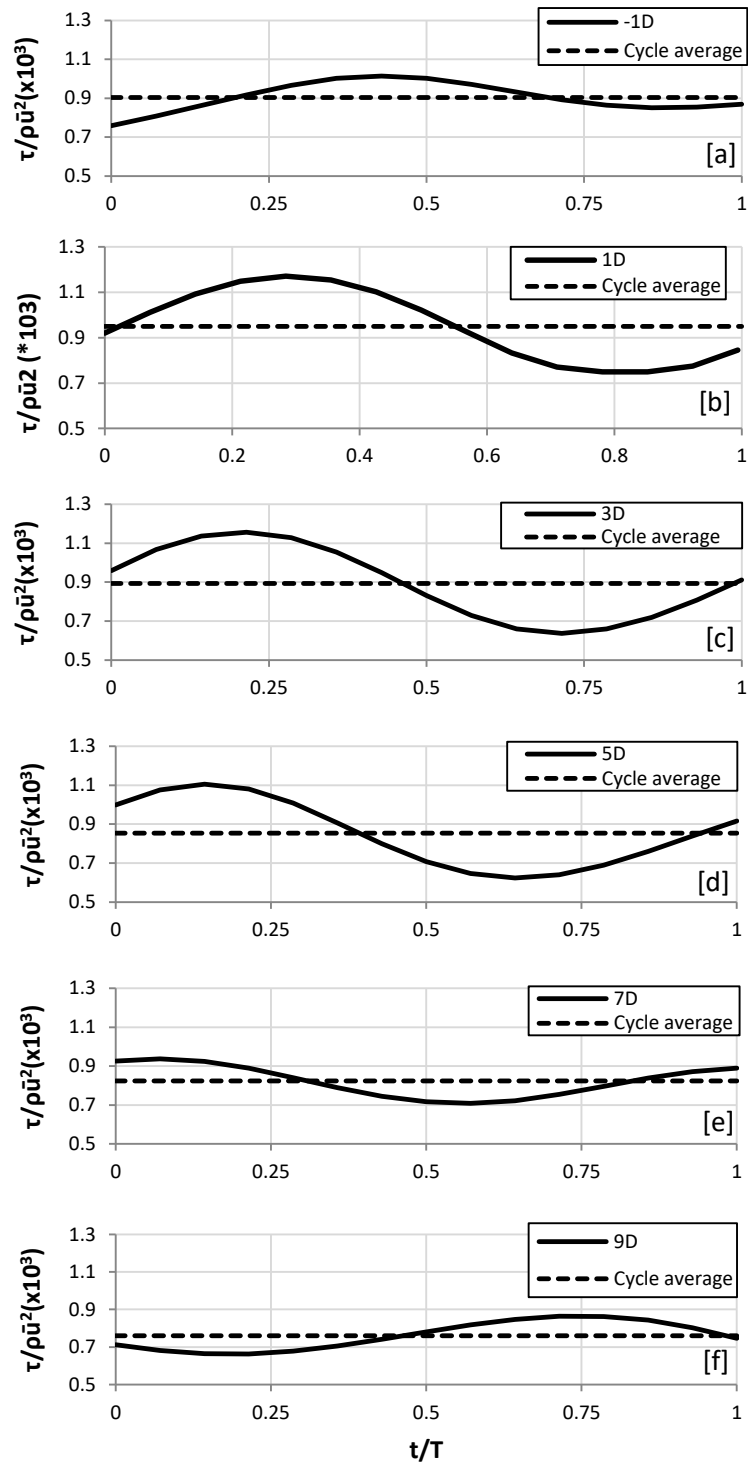 τ/ρū²(x10³)
1.3
1.1
0.9
0.7
0.5
-1D
Cycle average
[a]
0 0.25 0.5 0.75 1
τ/ρū2 (*103)
1.3
1.1
0.9
0.7
0.5
1D
Cycle average
[b]
0 0.2 0.4 0.6 0.8 1
τ/ρū²(x10³)
1.3
1.1
0.9
0.7
0.5
3D
Cycle average
[c]
0 0.25 0.5 0.75 1
τ/ρū²(x10³)
1.3
1.1
0.9
0.7
0.5
5D
Cycle average
[d]
0 0.25 0.5 0.75 1
τ/ρū²(x10³)
1.3
1.1
0.9
0.7
0.5
7D
Cycle average
[e]
0 0.25 0.5 0.75 1
τ/ρū²(x10³)
1.3
1.1
0.9
0.7
0.5
9D
Cycle average
[f]
0 0.25 0.5 0.75 1
t/T